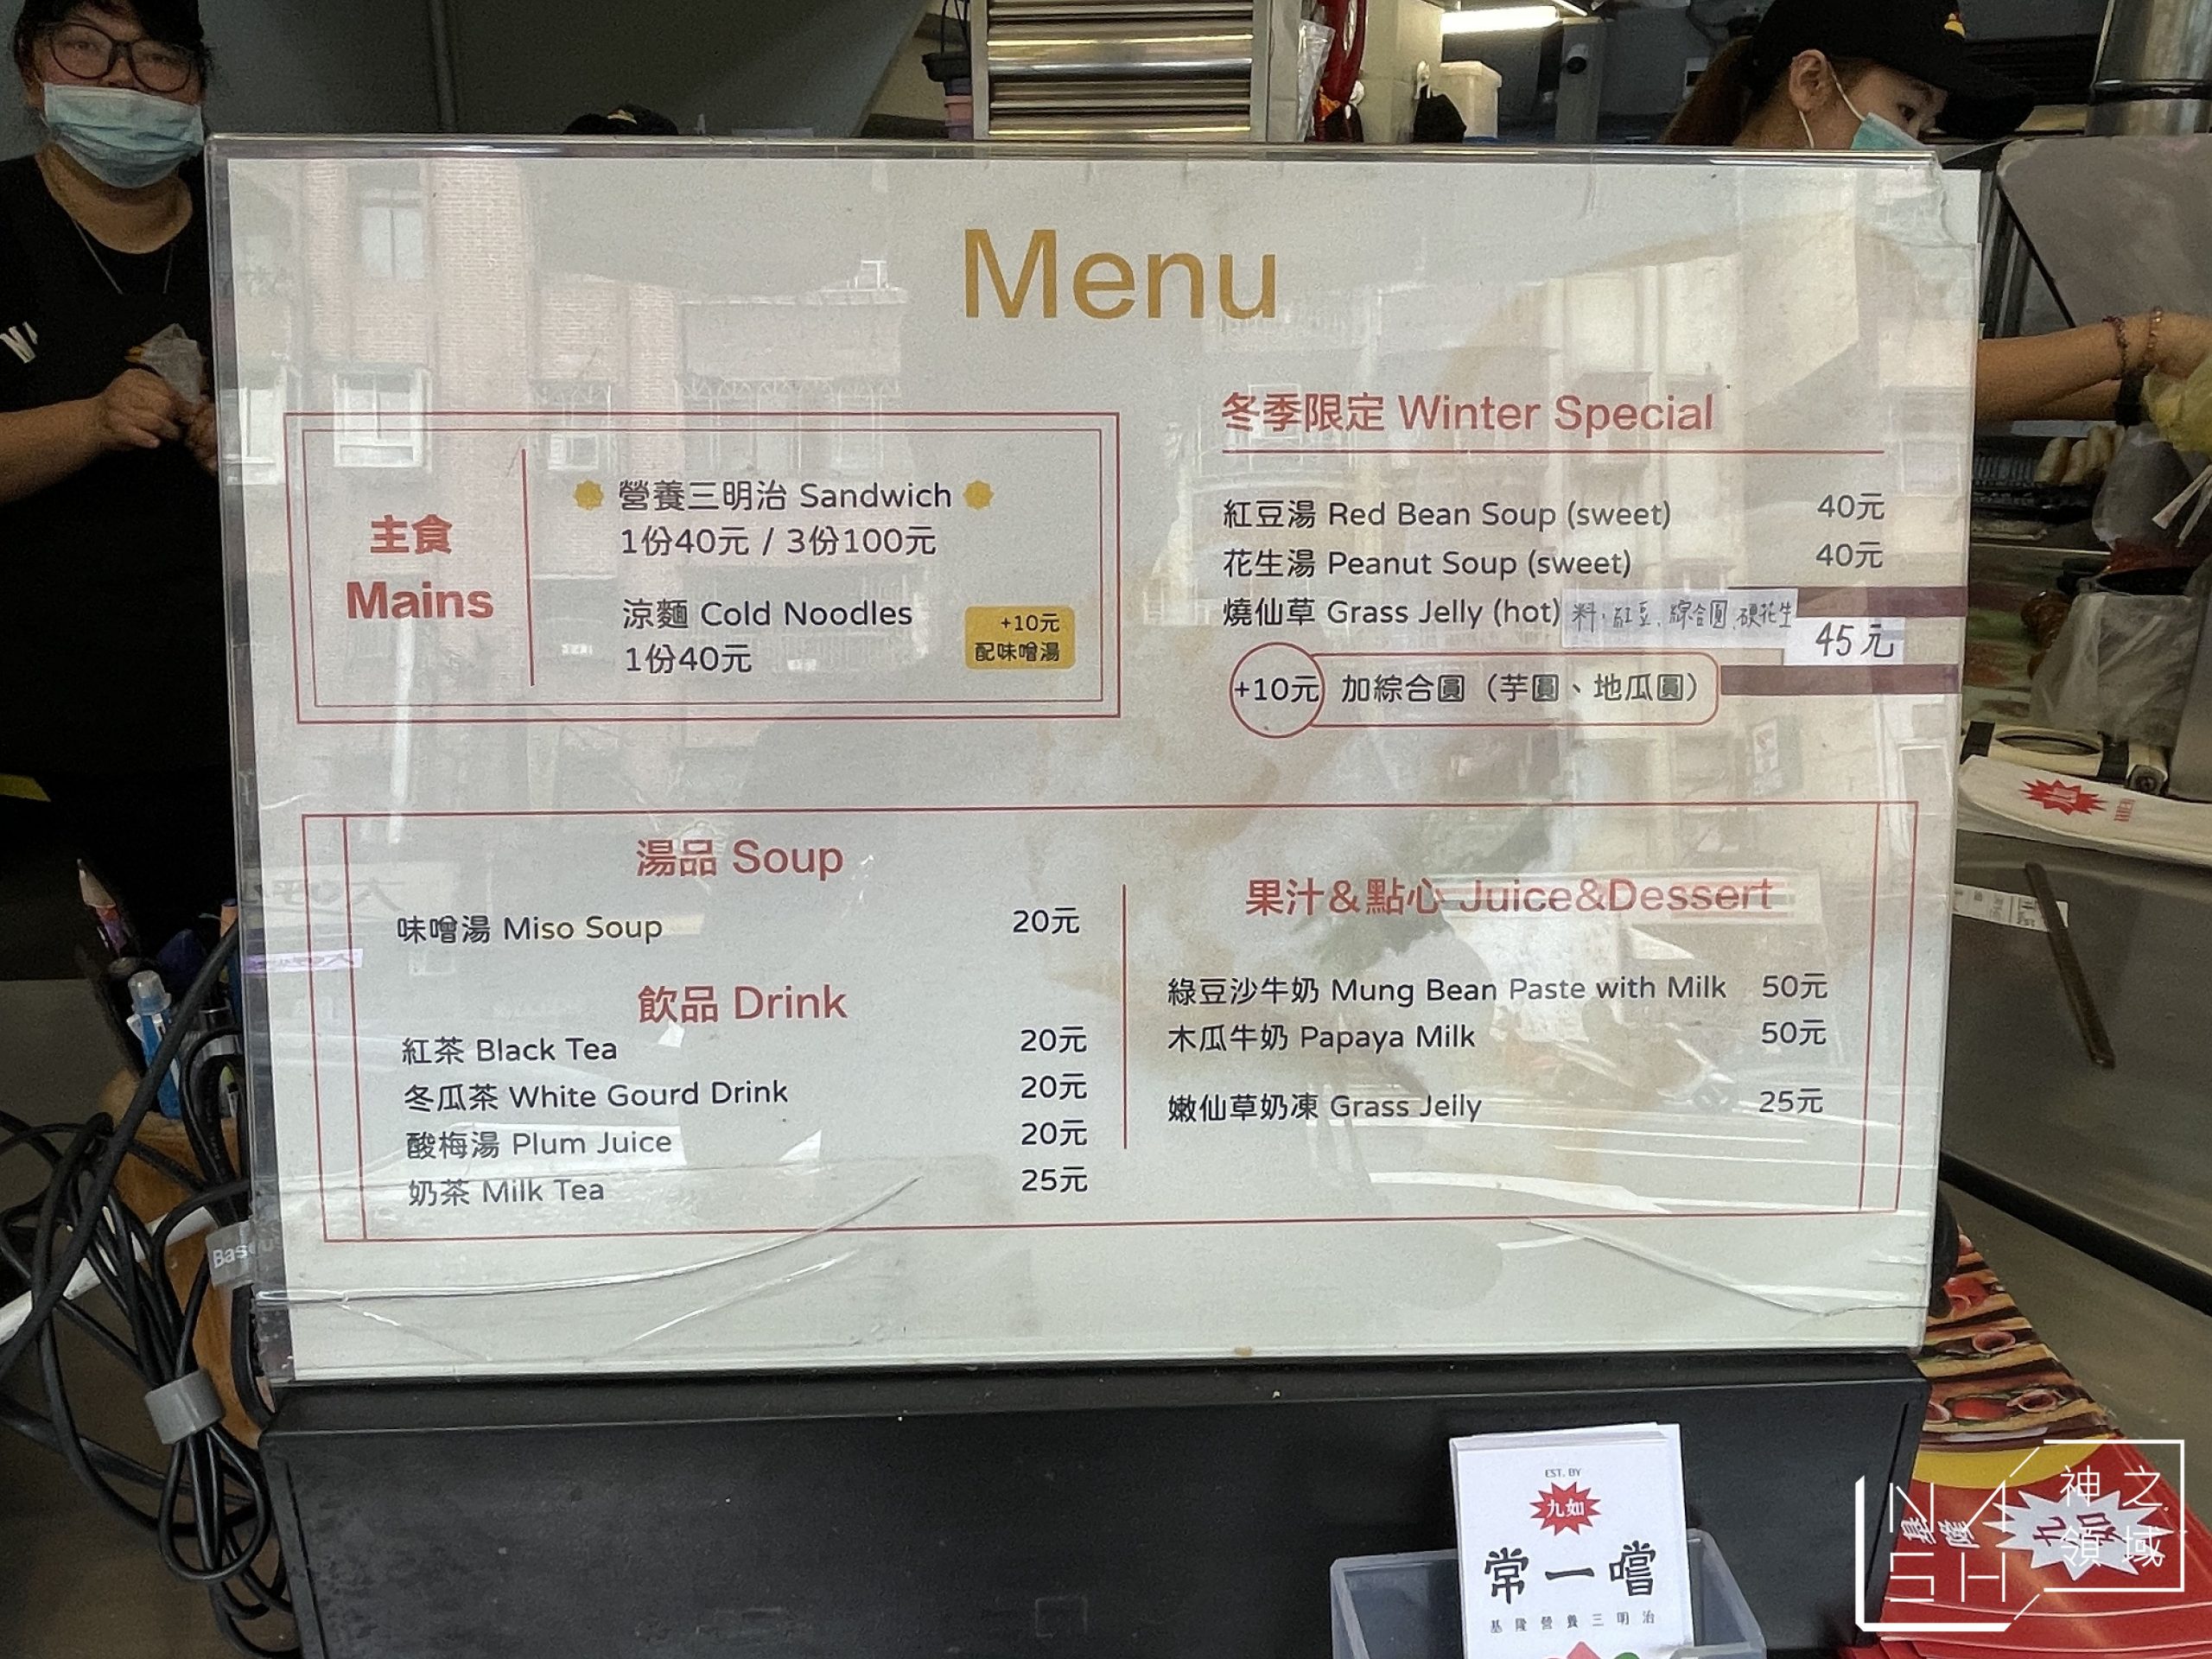 Menu
主食
Mains
營養三明治 Sandwich
1份40元 / 3份100元
涼麵 Cold Noodles
1份40元
+10元
配味噌湯
冬季限定 Winter Special
紅豆湯 Red Bean Soup (sweet) 40元
花生湯 Peanut Soup (sweet) 40元
燒仙草 Grass Jelly (hot) 料:紅豆、綜合圓、硬花生 45元
+10元 加綜合圓（芋圓、地瓜圓）
湯品 Soup
味噌湯 Miso Soup 20元
飲品 Drink
紅茶 Black Tea 20元
冬瓜茶 White Gourd Drink 20元
酸梅湯 Plum Juice 20元
奶茶 Milk Tea 25元
果汁&點心 Juice&Dessert
綠豆沙牛奶 Mung Bean Paste with Milk 50元
木瓜牛奶 Papaya Milk 50元
嫩仙草奶凍 Grass Jelly 25元
EST. BY
九如
常一嚐
基隆營養三明治
基隆
NASH
神之
領域